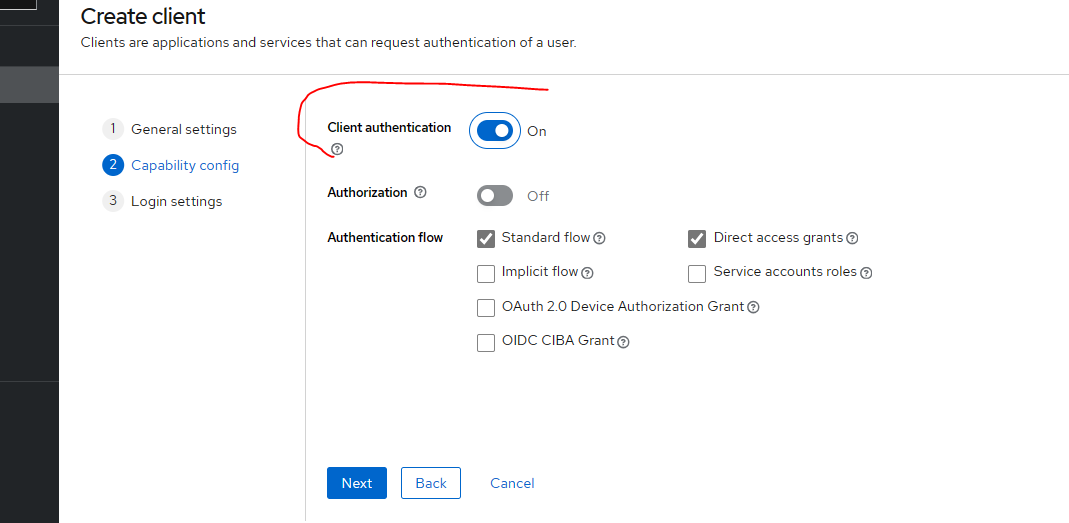 Create client
Clients are applications and services that can request authentication of a user.
1 General settings
2 Capability config
3 Login settings
Client authentication
On
Authorization
Off
Authentication flow
Standard flow
Direct access grants
Implicit flow
Service accounts roles
OAuth 2.0 Device Authorization Grant
OIDC CIBA Grant
Next
Back
Cancel